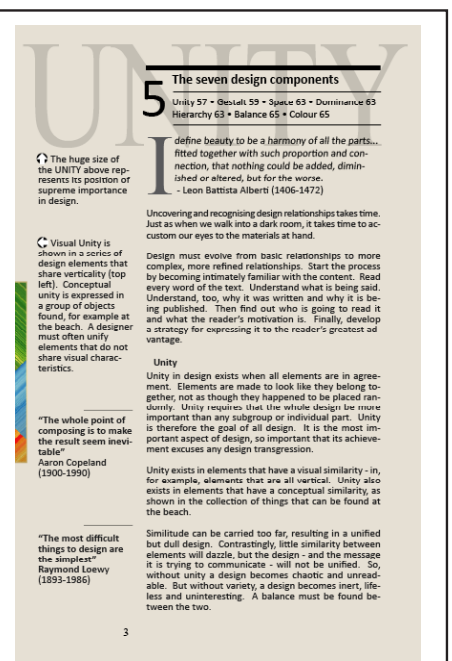 UNITY
5
The seven design components
Unity 57 • Gestalt 59 • Space 63 • Dominance 63
Hierarchy 63 • Balance 65 • Colour 65
I define beauty to be a harmony of all the parts...
fitted together with such proportion and con-
nection, that nothing could be added, dimin-
ished or altered, but for the worse.
- Leon Battista Alberti (1406-1472)
The huge size of
the UNITY above rep-
resents its position of
supreme importance
in design.
Visual Unity is
shown in a series of
design elements that
share verticality (top
left). Conceptual
unity is expressed in
a group of objects
found, for example at
the beach. A designer
must often unify
elements that do not
share visual charac-
teristics.
"The whole point of
composing is to make
the result seem inevi-
table"
Aaron Copeland
(1900-1990)
"The most difficult
things to design are
the simplest"
Raymond Loewy
(1893-1986)
Uncovering and recognising design relationships takes time.
Just as when we walk into a dark room, it takes time to ac-
custom our eyes to the materials at hand.
Design must evolve from basic relationships to more
complex, more refined relationships. Start the process
by becoming intimately familiar with the content. Read
every word of the text. Understand what is being said.
Understand, too, why it was written and why it is be-
ing published. Then find out who is going to read it
and what the reader's motivation is. Finally, develop
a strategy for expressing it to the reader's greatest ad-
vantage.
Unity
Unity in design exists when all elements are in agree-
ment. Elements are made to look like they belong to-
gether, not as though they happened to be placed ran-
domly. Unity requires that the whole design be more
important than any subgroup or individual part. Unity
is therefore the goal of all design. It is the most im-
portant aspect of design, so important that its achieve-
ment excuses any design transgression.
Unity exists in elements that have a visual similarity - in,
for example, elements that are all vertical. Unity also
exists in elements that have a conceptual similarity, as
shown in the collection of things that can be found at
the beach.
Similitude can be carried too far, resulting in a unified
but dull design. Contrastingly, little similarity between
elements will dazzle, but the design - and the message
it is trying to communicate - will not be unified. So,
without unity a design becomes chaotic and unread-
able. But without variety, a design becomes inert, life-
less and uninteresting. A balance must be found be-
tween the two.
3